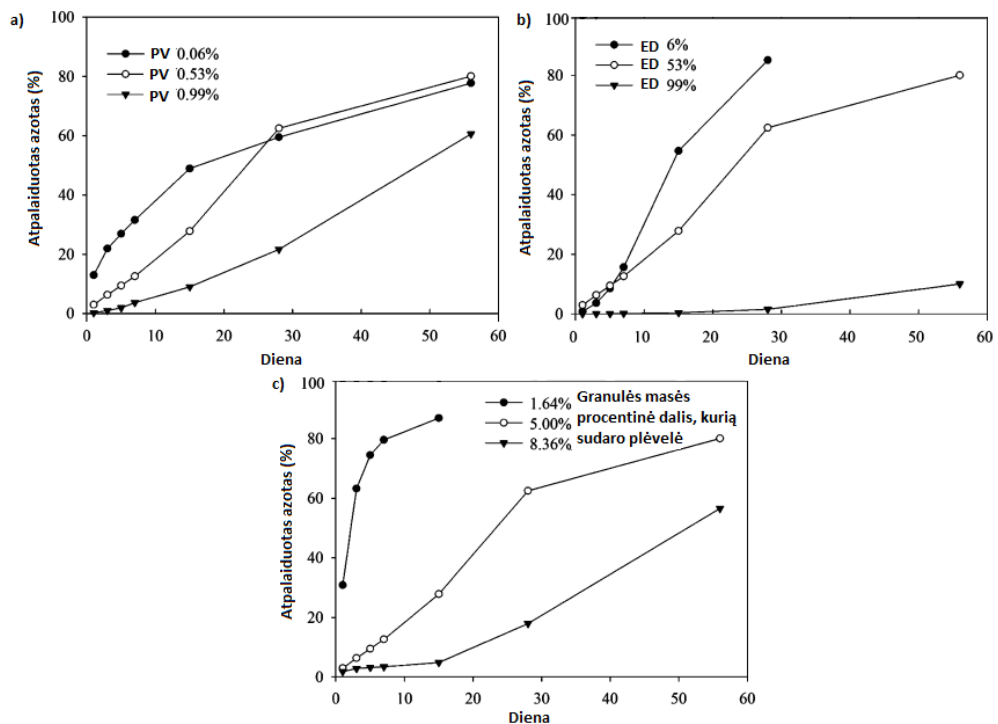 a)
100
80
60
40
20
0
Atpalaiduotas azotas (%)
PV 0.06%
PV 0.53%
PV 0.99%
0 10 20 30 40 50 60
Diena
b)
100
80
60
40
20
0
Atpalaiduotas azotas (%)
ED 6%
ED 53%
ED 99%
0 10 20 30 40 50 60
Diena
c)
100
80
60
40
20
0
Atpalaiduotas azotas (%)
1.64%
5.00%
8.36%
Granulės masės
procentinė dalis, kurią
sudaro plėvelė
0 10 20 30 40 50 60
Diena